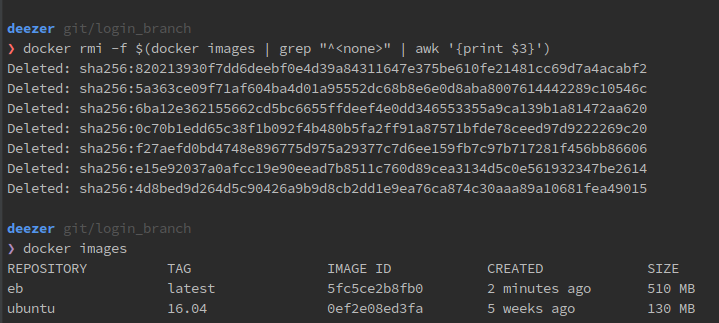 deezer git/login_branch
❯ docker rmi -f $(docker images | grep "^<none>" | awk '{print $3}')
Deleted: sha256:820213930f7dd6deebf0e4d39a84311647e375be610fe21481cc69d7a4acabf2
Deleted: sha256:5a363ce09f71af604ba4d01a95552dc68b8e6e0d8aba8007614442289c10546c
Deleted: sha256:6ba12e362155662cd5bc6655ffdeef4e0dd346553355a9ca139b1a81472aa620
Deleted: sha256:0c70b1edd65c38f1b092f4b480b5fa2ff91a87571bfde78ceed97d9222269c20
Deleted: sha256:f27aefd0bd4748e896775d975a29377c7d6ee159fb7c97b717281f456bb86606
Deleted: sha256:e15e92037a0afcc19e90eead7b8511c760d89cea3134d5c0e561932347be2614
Deleted: sha256:4d8bed9d264d5c90426a9b9d8cb2dd1e9ea76ca874c30aaa89a10681fea49015
deezer git/login_branch
❯ docker images
REPOSITORY TAG IMAGE ID CREATED SIZE
eb latest 5fc5ce2b8fb0 2 minutes ago 510 MB
ubuntu 16.04 0ef2e08ed3fa 5 weeks ago 130 MB